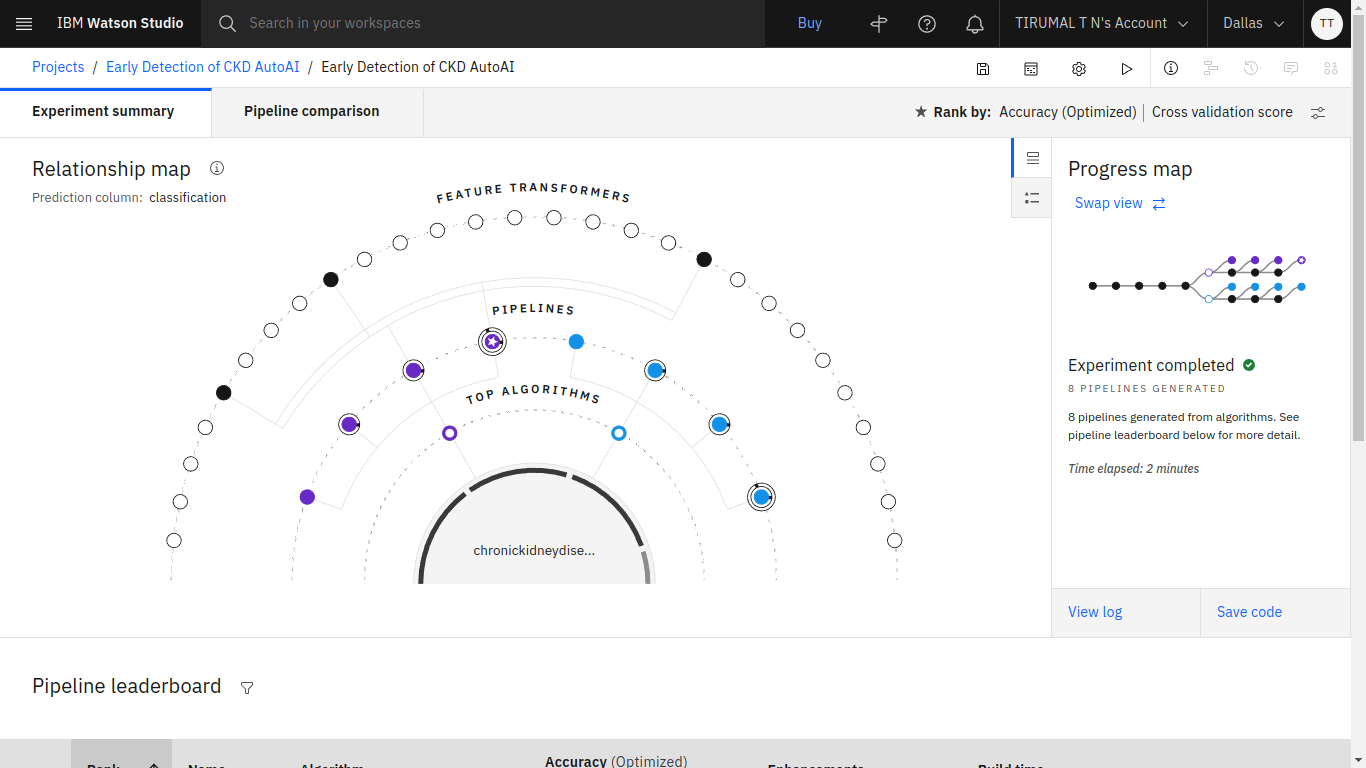 IBM Watson Studio
Search in your workspaces
Buy
TIRUMAL T N's Account
Dallas
TT
Projects / Early Detection of CKD AutoAI / Early Detection of CKD AutoAI
Experiment summary
Pipeline comparison
Rank by: Accuracy (Optimized) | Cross validation score
Relationship map
Prediction column: classification
FEATURE TRANSFORMERS
PIPELINES
TOP ALGORITHMS
chronickidneydise...
Progress map
Swap view
Experiment completed
8 PIPELINES GENERATED
8 pipelines generated from algorithms. See
pipeline leaderboard below for more detail.
Time elapsed: 2 minutes
View log
Save code
Pipeline leaderboard
Rank
Name
Algorithm
Accuracy (Optimized)
Enhancements
Build time